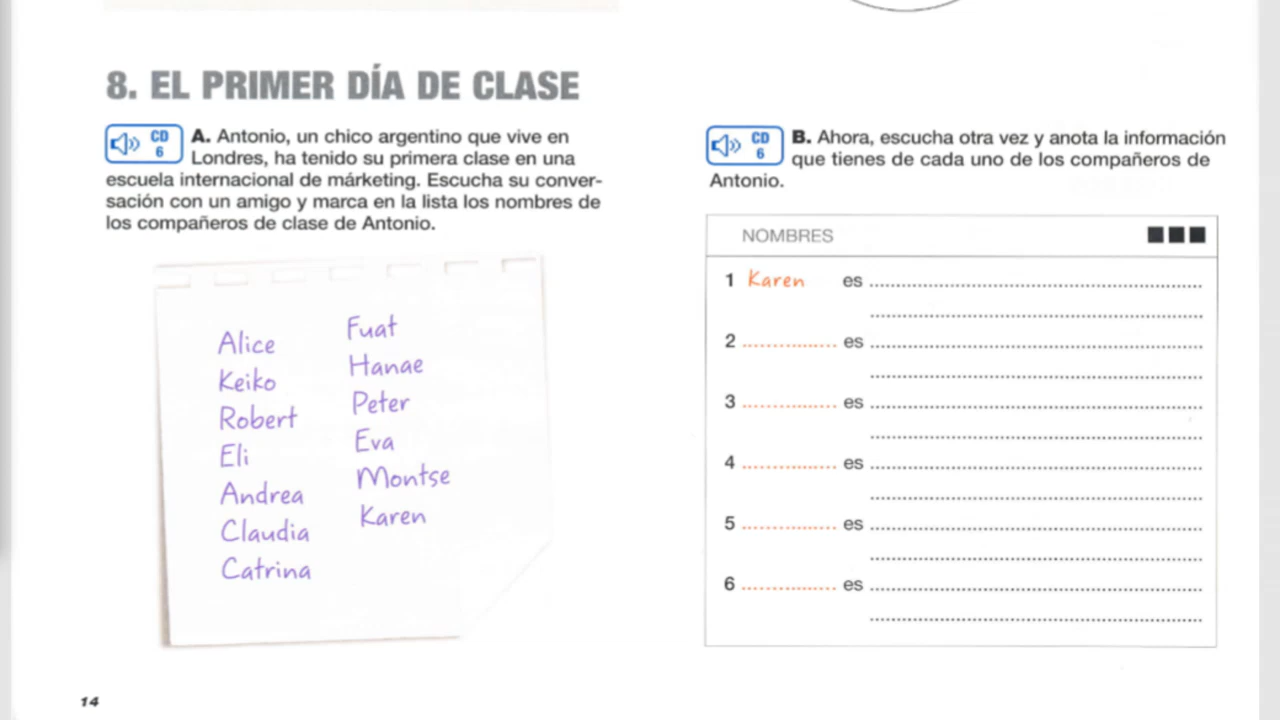 8. EL PRIMER DÍA DE CLASE
CD
6
A. Antonio, un chico argentino que vive en
Londres, ha tenido su primera clase en una
escuela internacional de márketing. Escucha su conver-
sación con un amigo y marca en la lista los nombres de
los compañeros de clase de Antonio.
Alice
Keiko
Robert
Eli
Andrea
Claudia
Catrina
Fuat
Hanae
Peter
Eva
Montse
Karen
CD
6
B. Ahora, escucha otra vez y anota la información
que tienes de cada uno de los compañeros de
Antonio.
NOMBRES
1 Karen es
2 es
3 es
4 es
5 es
6 es
14